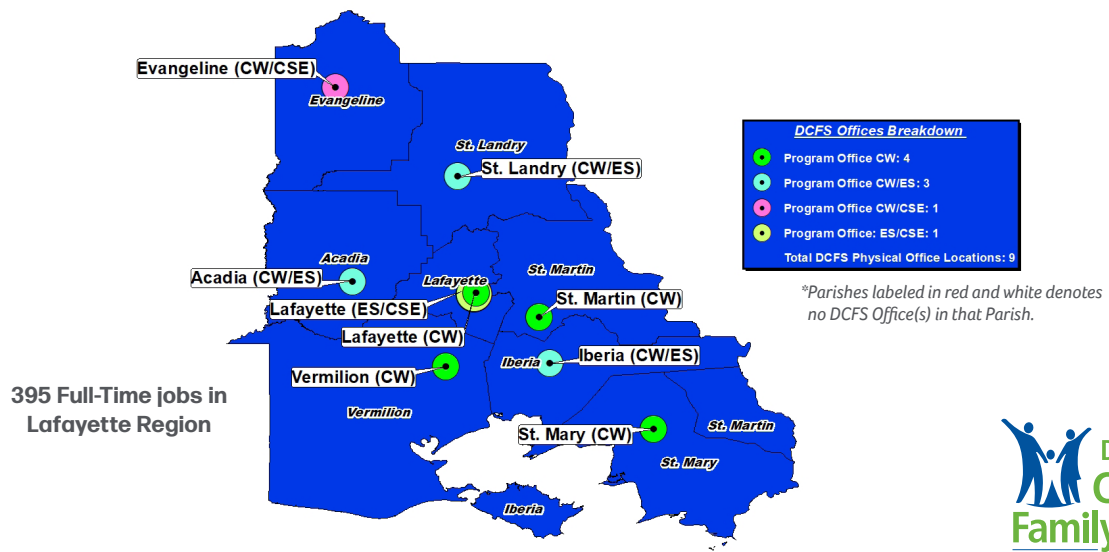 Evangeline (CW/CSE)
Evangeline
St. Landry
St. Landry (CW/ES)
DCFS Offices Breakdown
Program Office CW: 4
Program Office CW/ES: 3
Program Office CW/CSE: 1
Program Office: ES/CSE: 1
Total DCFS Physical Office Locations: 9
*Parishes labeled in red and white denotes
no DCFS Office(s) in that Parish.
Acadia
Acadia (CW/ES)
Lafayette
St. Martin
Lafayette (ES/CSE)
St. Martin (CW)
Lafayette (CW)
Iberia
Iberia (CW/ES)
Vermilion (CW)
Vermilion
395 Full-Time jobs in
Lafayette Region
St. Mary (CW)
St. Martin
St. Mary
Iberia
D
C
Family